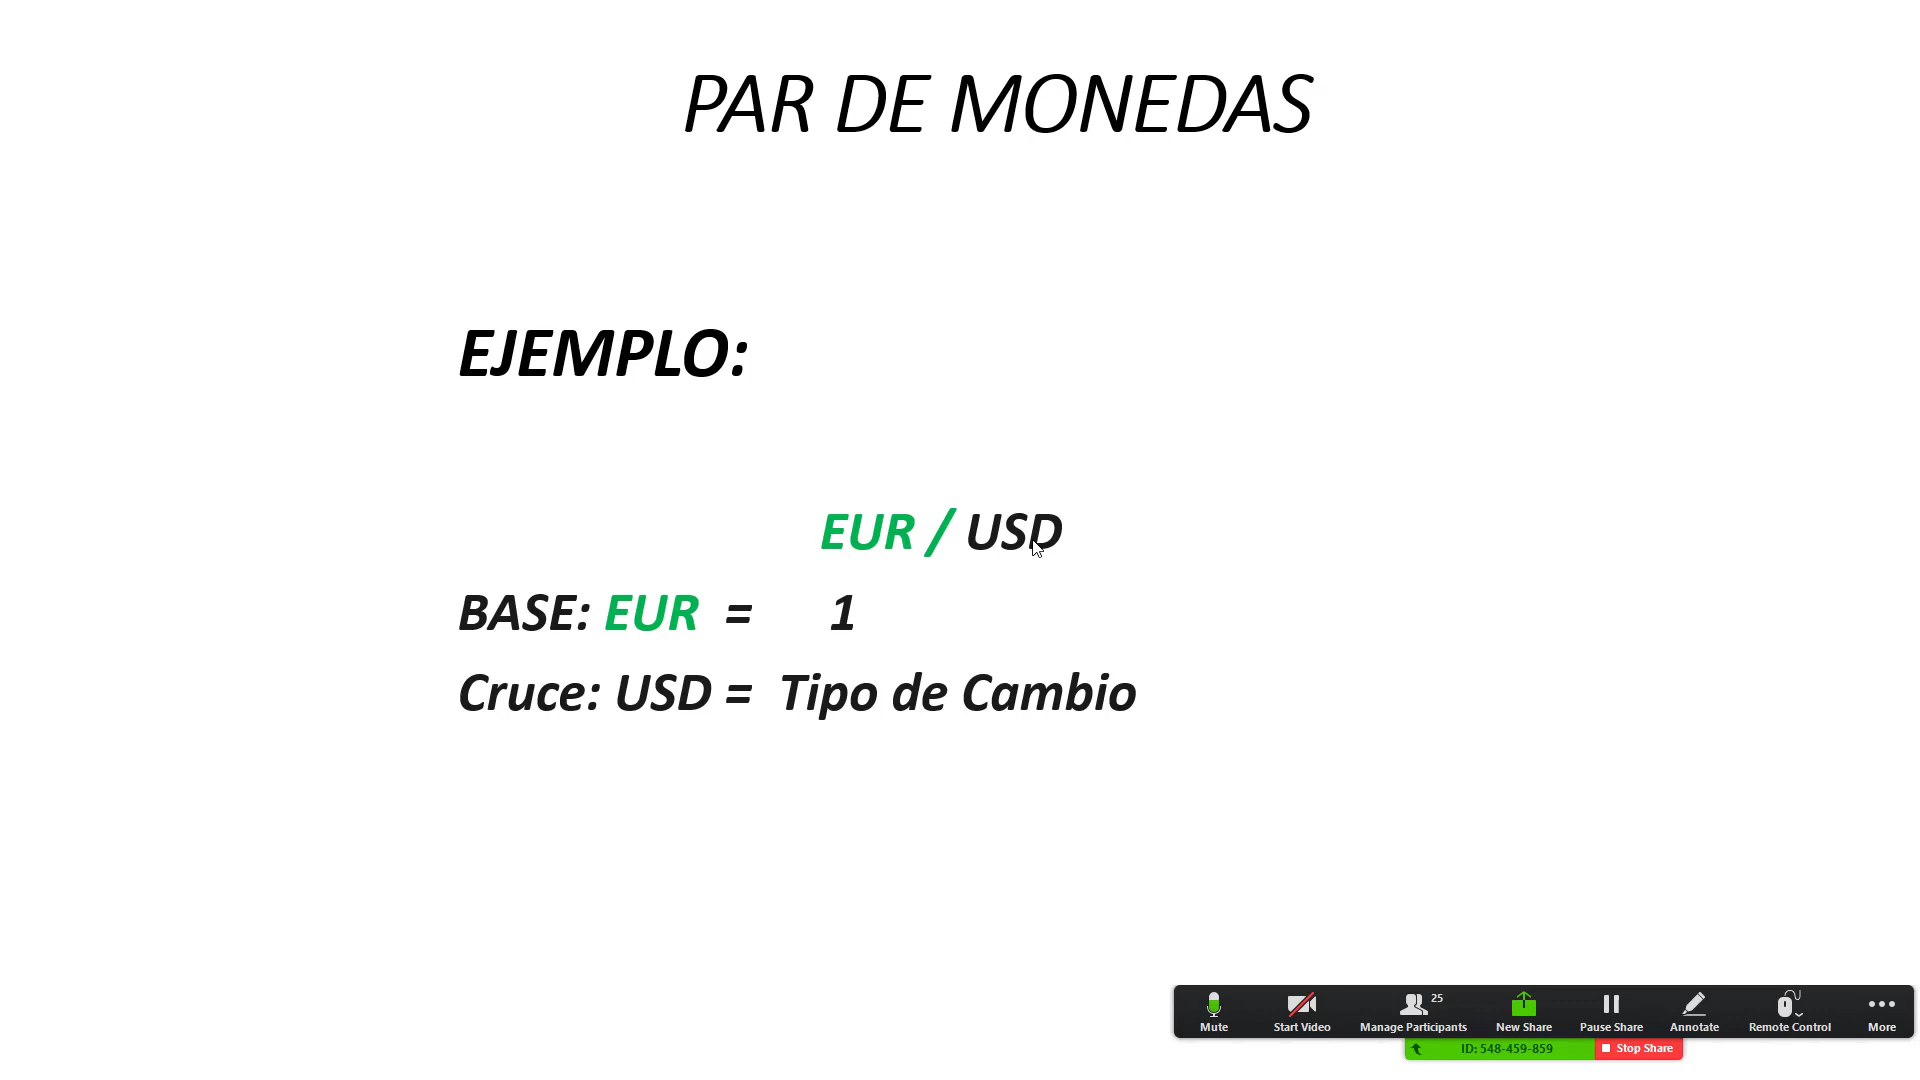 PAR DE MONEDAS
EJEMPLO:
EUR / USD
BASE: EUR = 1
Cruce: USD = Tipo de Cambio
25
Mute Start Video Manage Participants New Share Pause Share Annotate Remote Control More
ID: 548-459-859 Stop Share